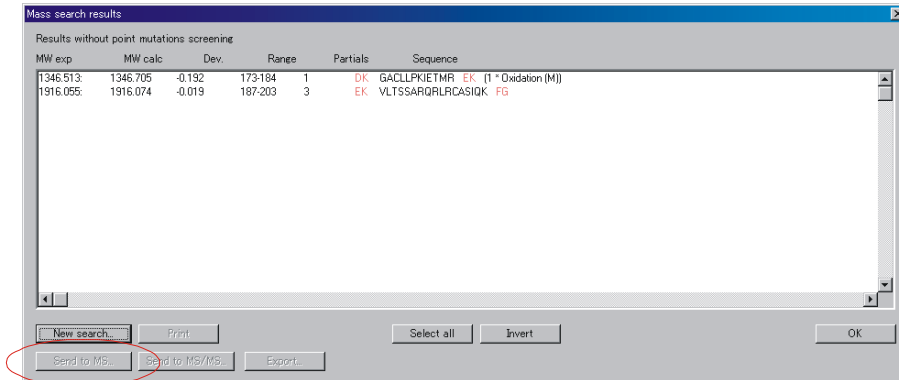 Mass search results
Results without point mutations screening
MW exp MW calc Dev. Range Partials Sequence
1346.513: 1346.705 -0.192 173-184 1 DK GACLLPKIETMR EK (1 * Oxidation (M))
1916.055: 1916.074 -0.019 187-203 3 EK VLTSSARQRLRCASIQK FG
New search... Print Select all Invert OK
Send to MS... Send to MS/MS... Export...